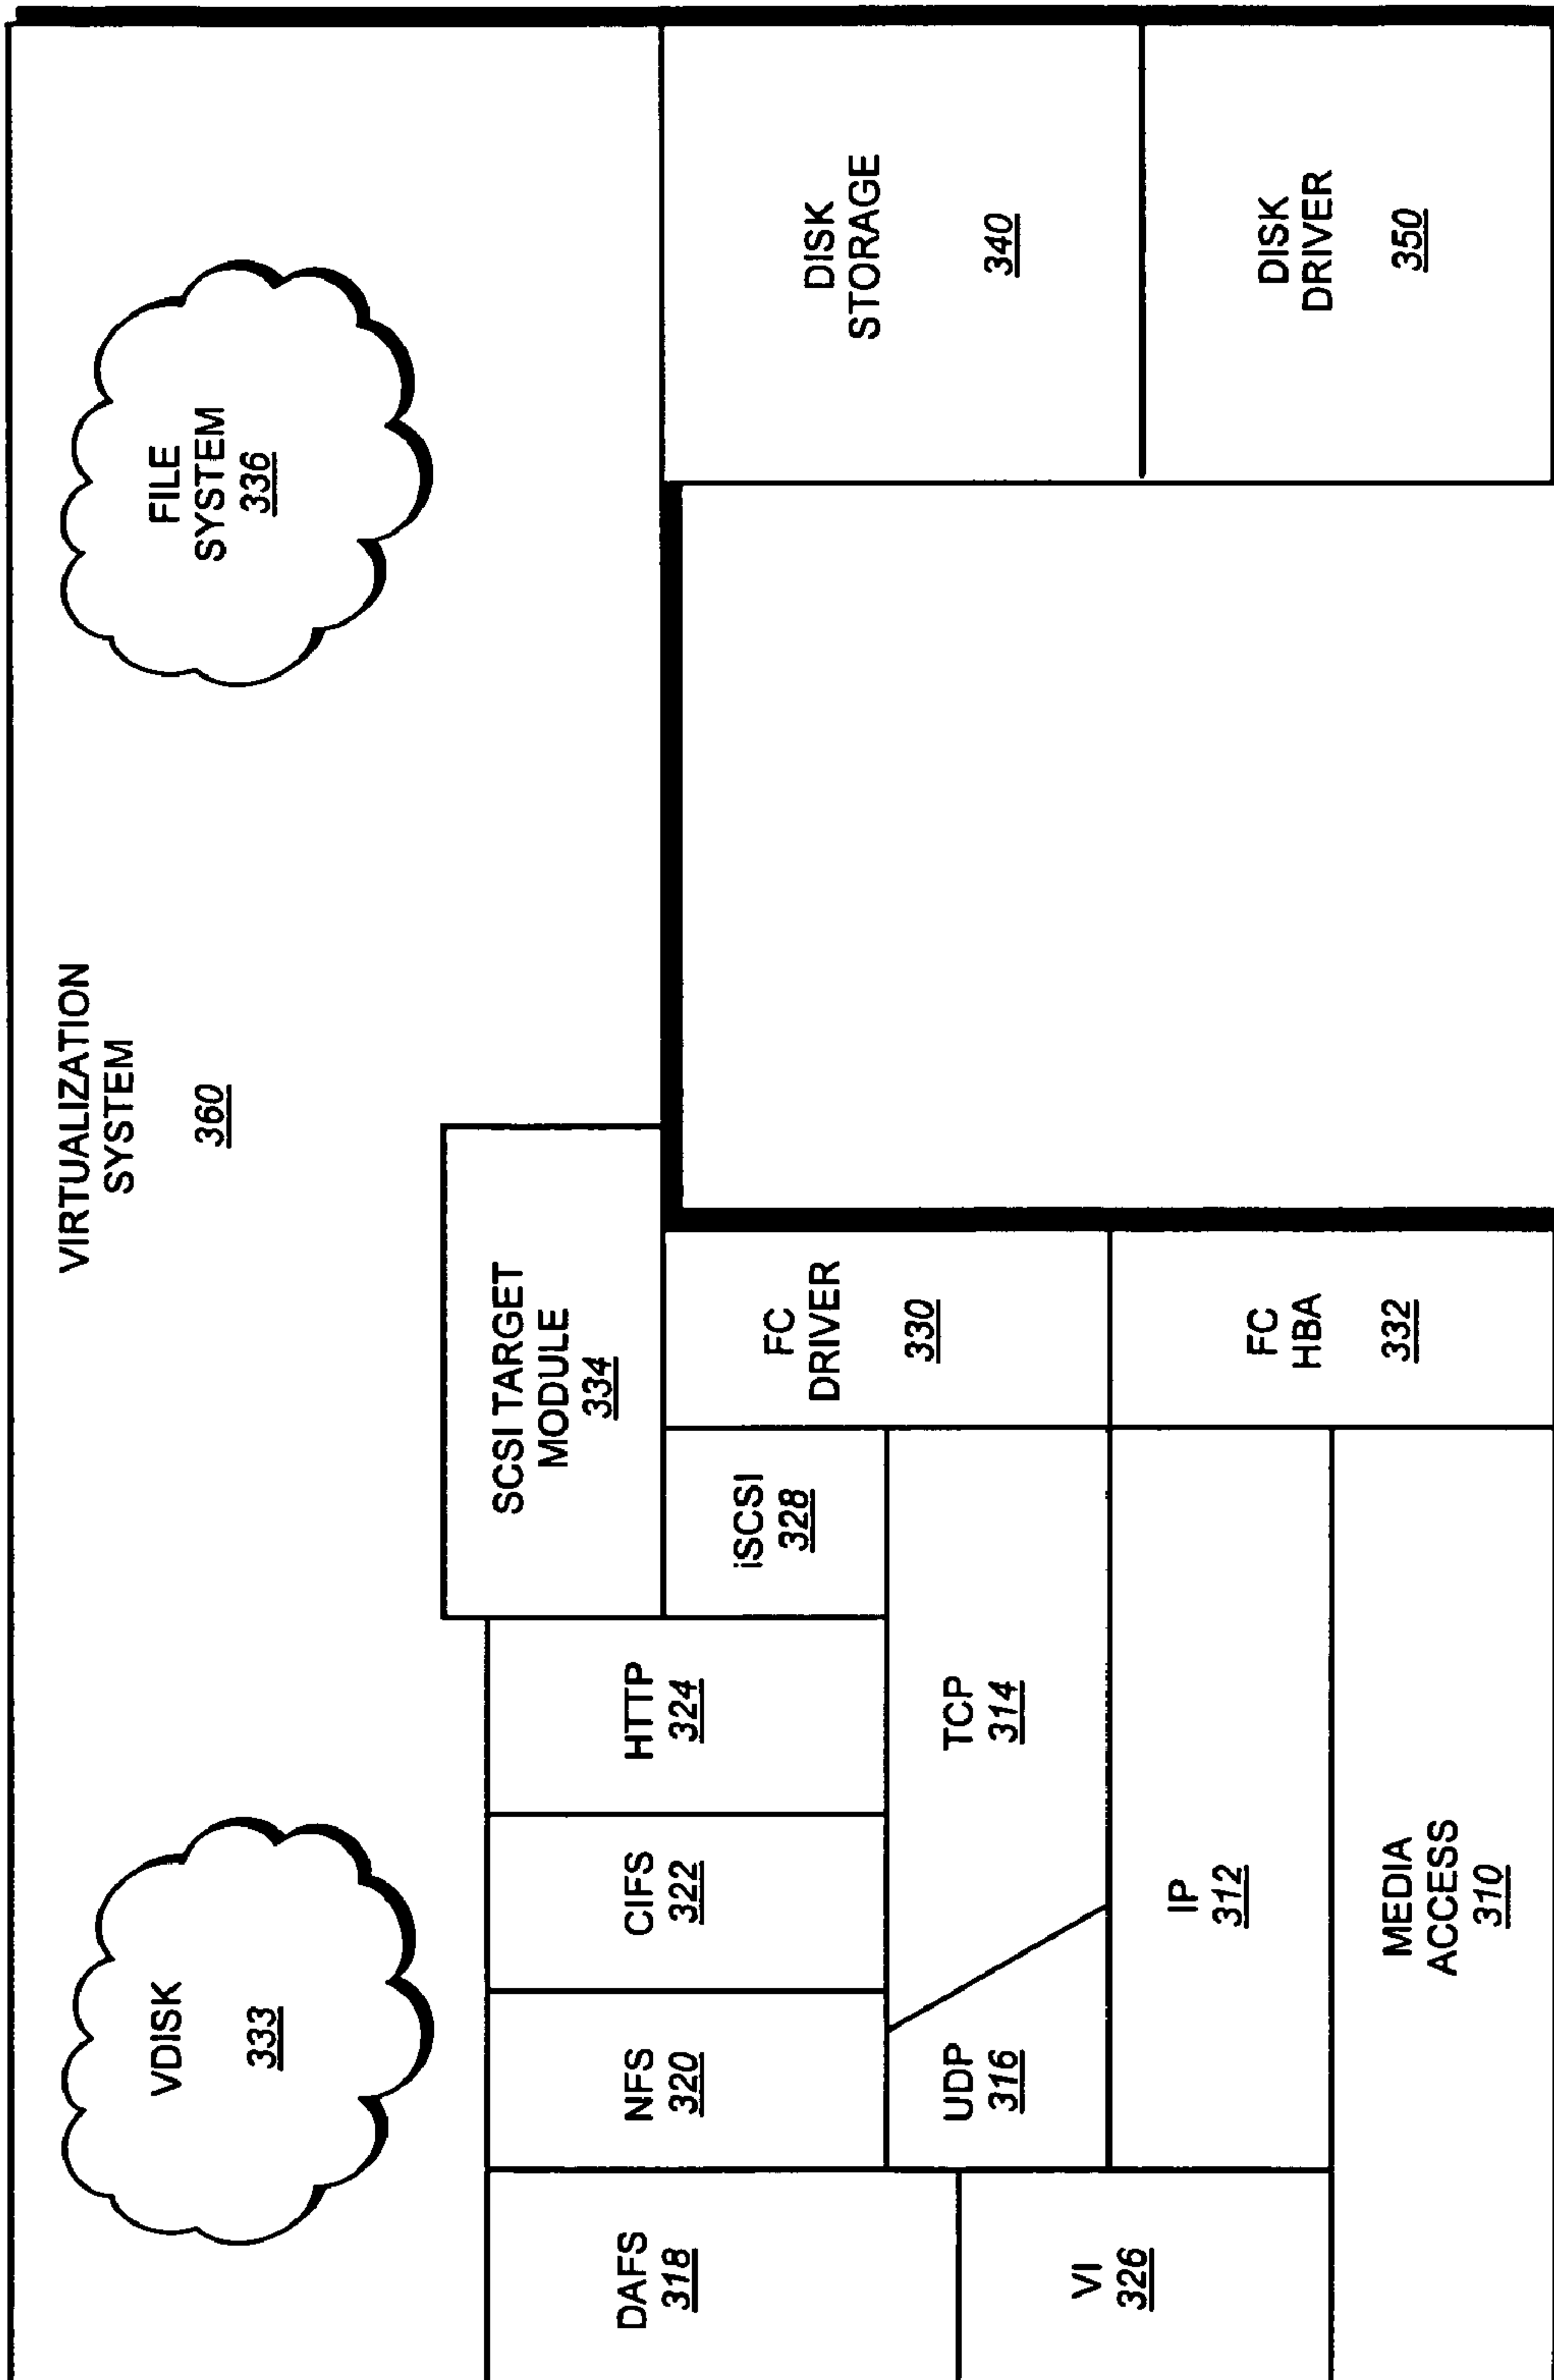 VIRTUALIZATION
SYSTEM
360
VDISK
333
FILE
SYSTEM
336
SCSI TARGET
MODULE
334
DAFS
318
NFS
320
CIFS
322
HTTP
324
iSCSI
328
FC
DRIVER
330
DISK
STORAGE
340
UDP
316
TCP
314
VI
326
IP
312
FC
HBA
332
DISK
DRIVER
350
MEDIA
ACCESS
310